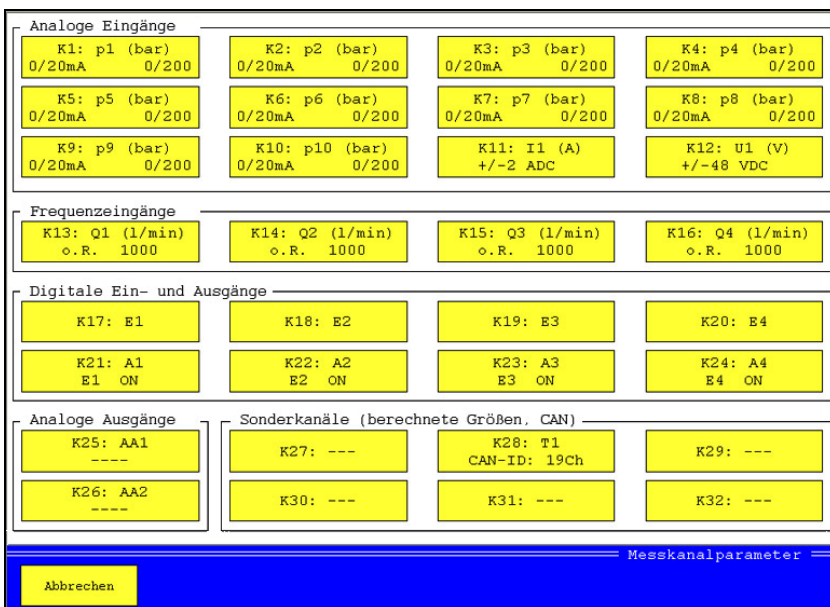 Analoge Eingänge
K1: p1 (bar)
0/20mA 0/200
K2: p2 (bar)
0/20mA 0/200
K3: p3 (bar)
0/20mA 0/200
K4: p4 (bar)
0/20mA 0/200
K5: p5 (bar)
0/20mA 0/200
K6: p6 (bar)
0/20mA 0/200
K7: p7 (bar)
0/20mA 0/200
K8: p8 (bar)
0/20mA 0/200
K9: p9 (bar)
0/20mA 0/200
K10: p10 (bar)
0/20mA 0/200
K11: I1 (A)
+/-2 ADC
K12: U1 (V)
+/-48 VDC
Frequenzeingänge
K13: Q1 (l/min)
o.R. 1000
K14: Q2 (l/min)
o.R. 1000
K15: Q3 (l/min)
o.R. 1000
K16: Q4 (l/min)
o.R. 1000
Digitale Ein- und Ausgänge
K17: E1
K18: E2
K19: E3
K20: E4
K21: A1
E1 ON
K22: A2
E2 ON
K23: A3
E3 ON
K24: A4
E4 ON
Analoge Ausgänge
K25: AA1
----
K26: AA2
----
Sonderkanäle (berechnete Größen, CAN)
K27: ---
K28: T1
CAN-ID: 19Ch
K29: ---
K30: ---
K31: ---
K32: ---
Messkanalparameter
Abbrechen